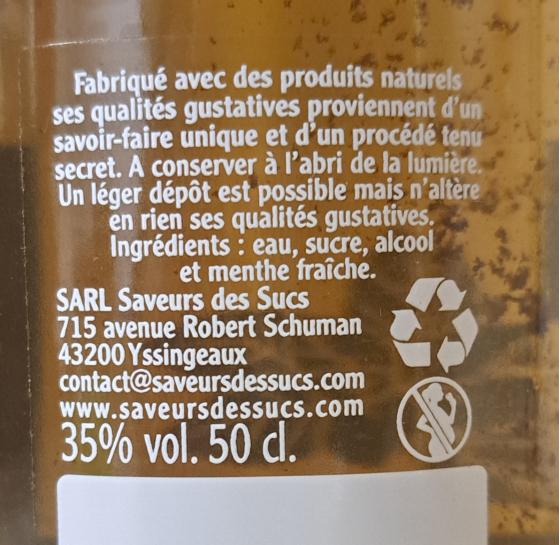 Fabriqué avec des produits naturels
ses qualités gustatives proviennent d'un
savoir-faire unique et d'un procédé tenu
secret. A conserver à l'abri de la lumière.
Un léger dépôt est possible mais n'altère
en rien ses qualités gustatives.
Ingrédients : eau, sucre, alcool
et menthe fraîche.
SARL Saveurs des Sucs
715 avenue Robert Schuman
43200 Yssingeaux
contact@saveursdessucs.com
www.saveursdessucs.com
35% vol. 50 cl.